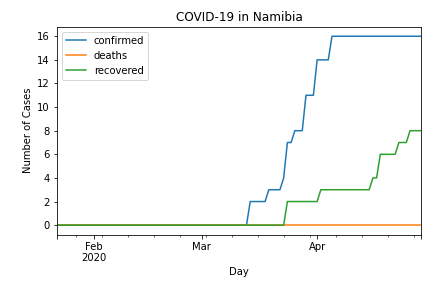 COVID-19 in Namibia
confirmed
deaths
recovered
16
14
12
10
8
6
4
2
0
Number of Cases
Feb
2020
Mar
Apr
Day